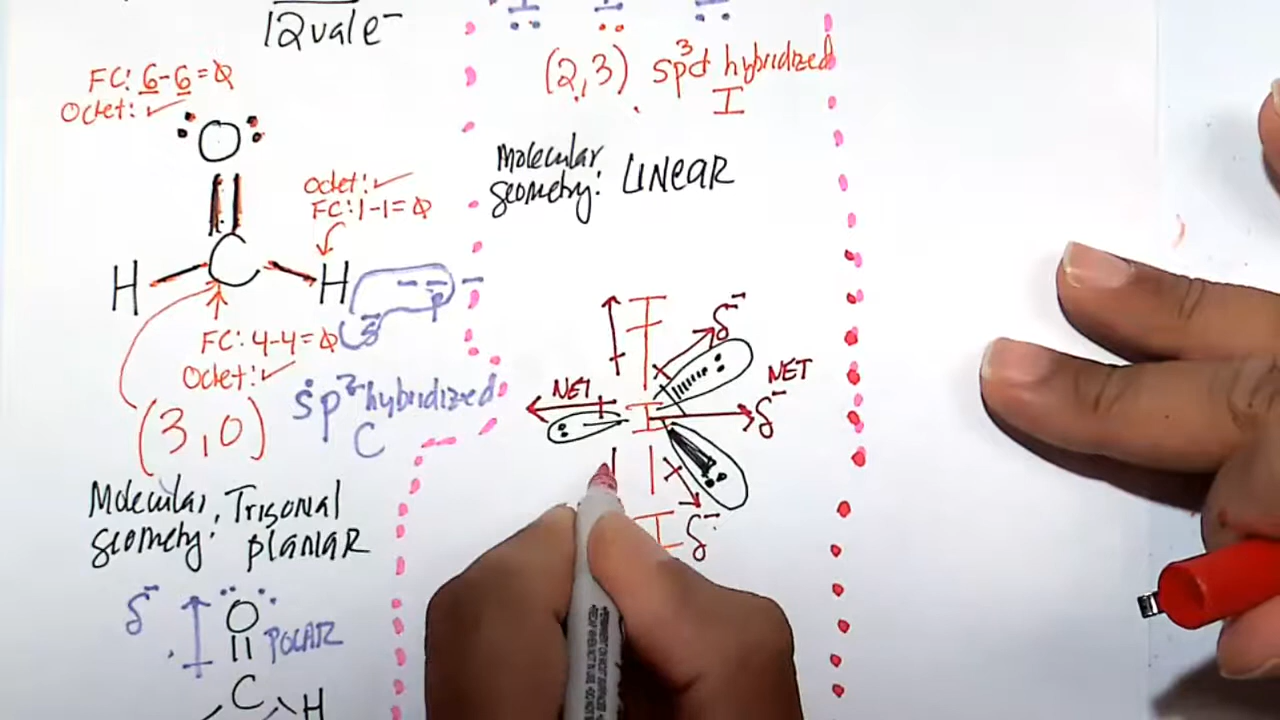 12 val e⁻
FC: 6-6=0
Octet: ✓
O
Octet: ✓
FC: 1-1=0
H C H
FC: 4-4=0
Octet: ✓
(3,0)
sp² hybridized
C
Molecular
geometry: Trigonal
planar
δ⁻ O
POLAR
C
H
I I I
(2,3) sp³d hybridized
I
Molecular
geometry: LINEAR
I δ⁻
NET I NET
δ⁻
I δ⁻